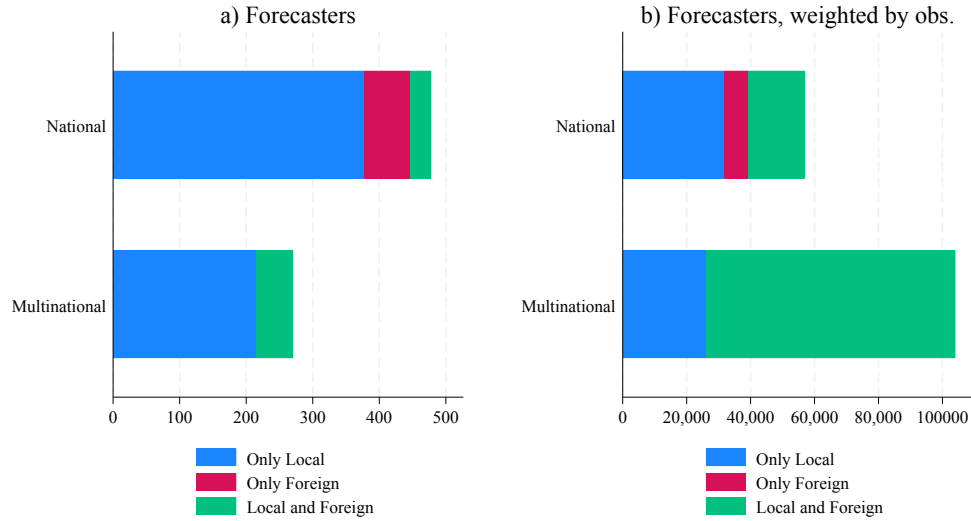 a) Forecasters
National
Multinational
0 100 200 300 400 500
Only Local
Only Foreign
Local and Foreign
b) Forecasters, weighted by obs.
National
Multinational
0 20,000 40,000 60,000 80,000 100000
Only Local
Only Foreign
Local and Foreign